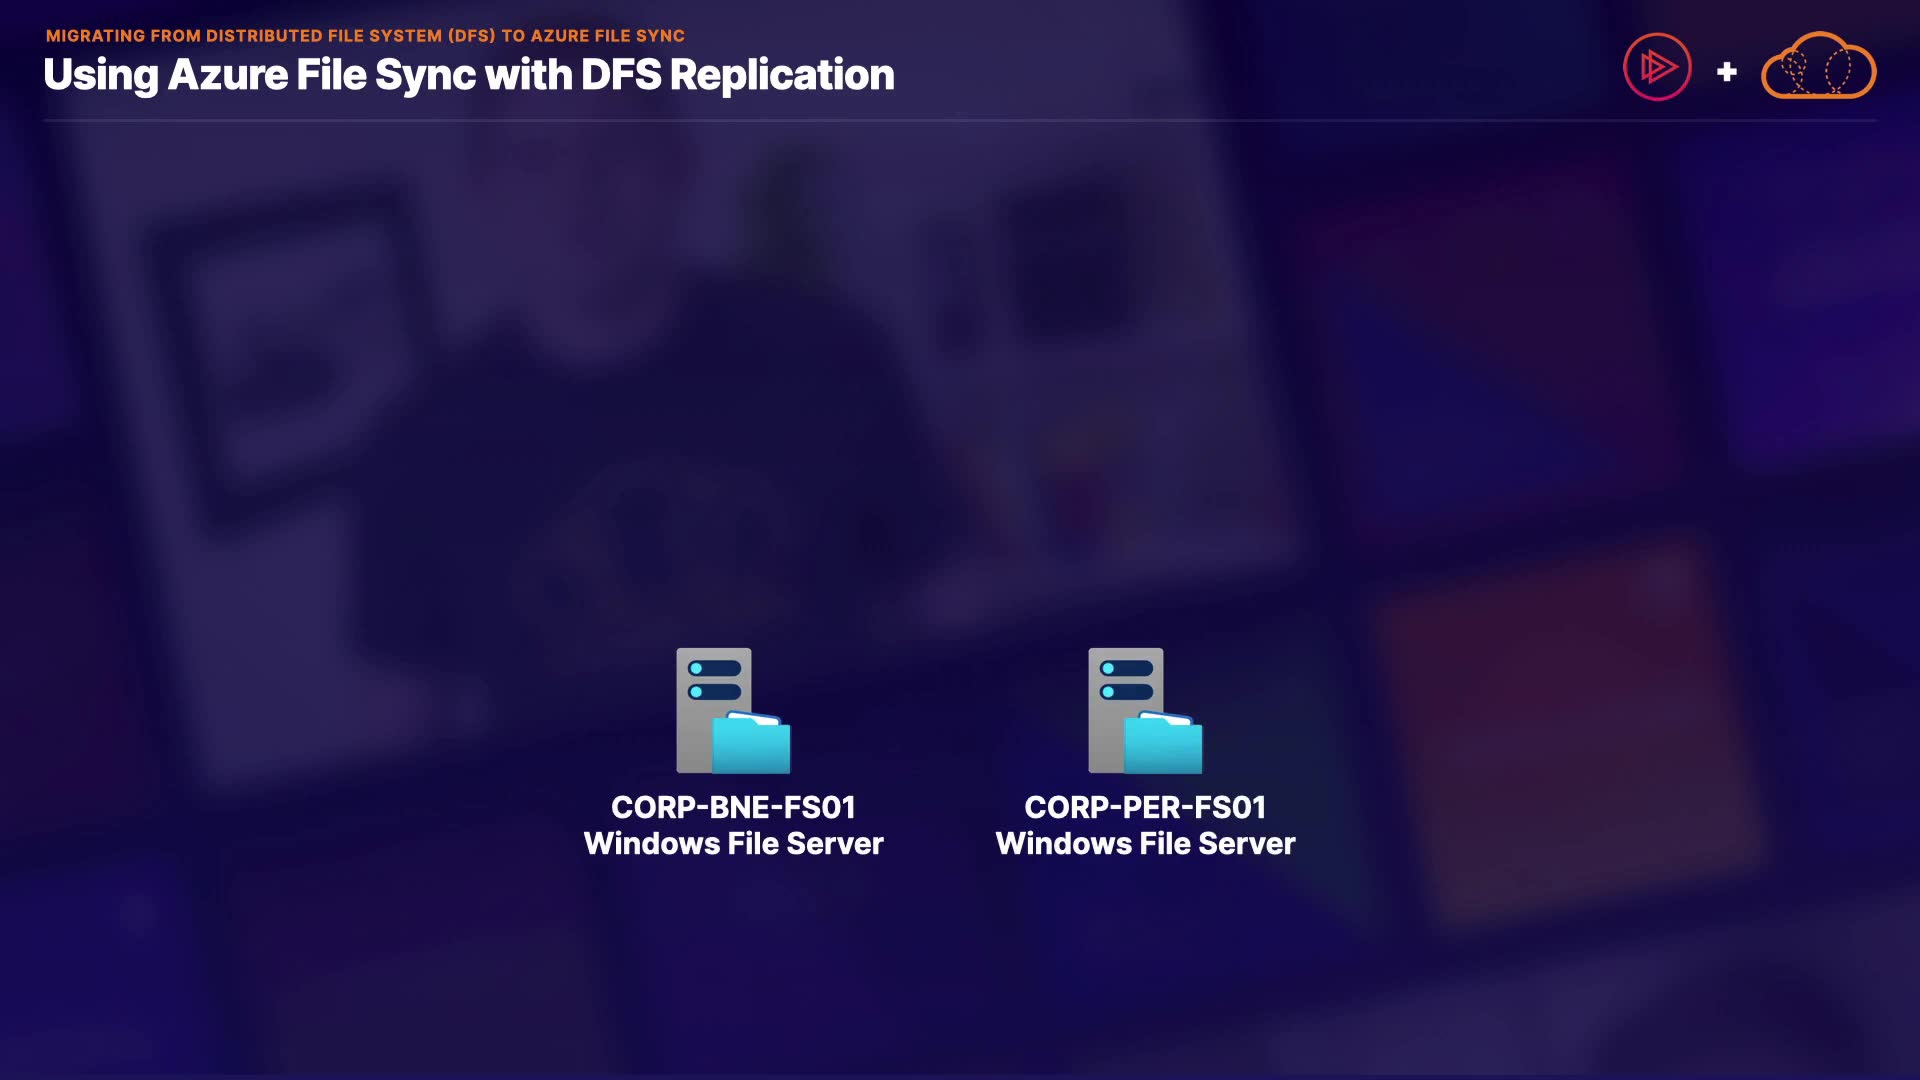 MIGRATING FROM DISTRIBUTED FILE SYSTEM (DFS) TO AZURE FILE SYNC
Using Azure File Sync with DFS Replication
+
CORP-BNE-FS01
Windows File Server
CORP-PER-FS01
Windows File Server